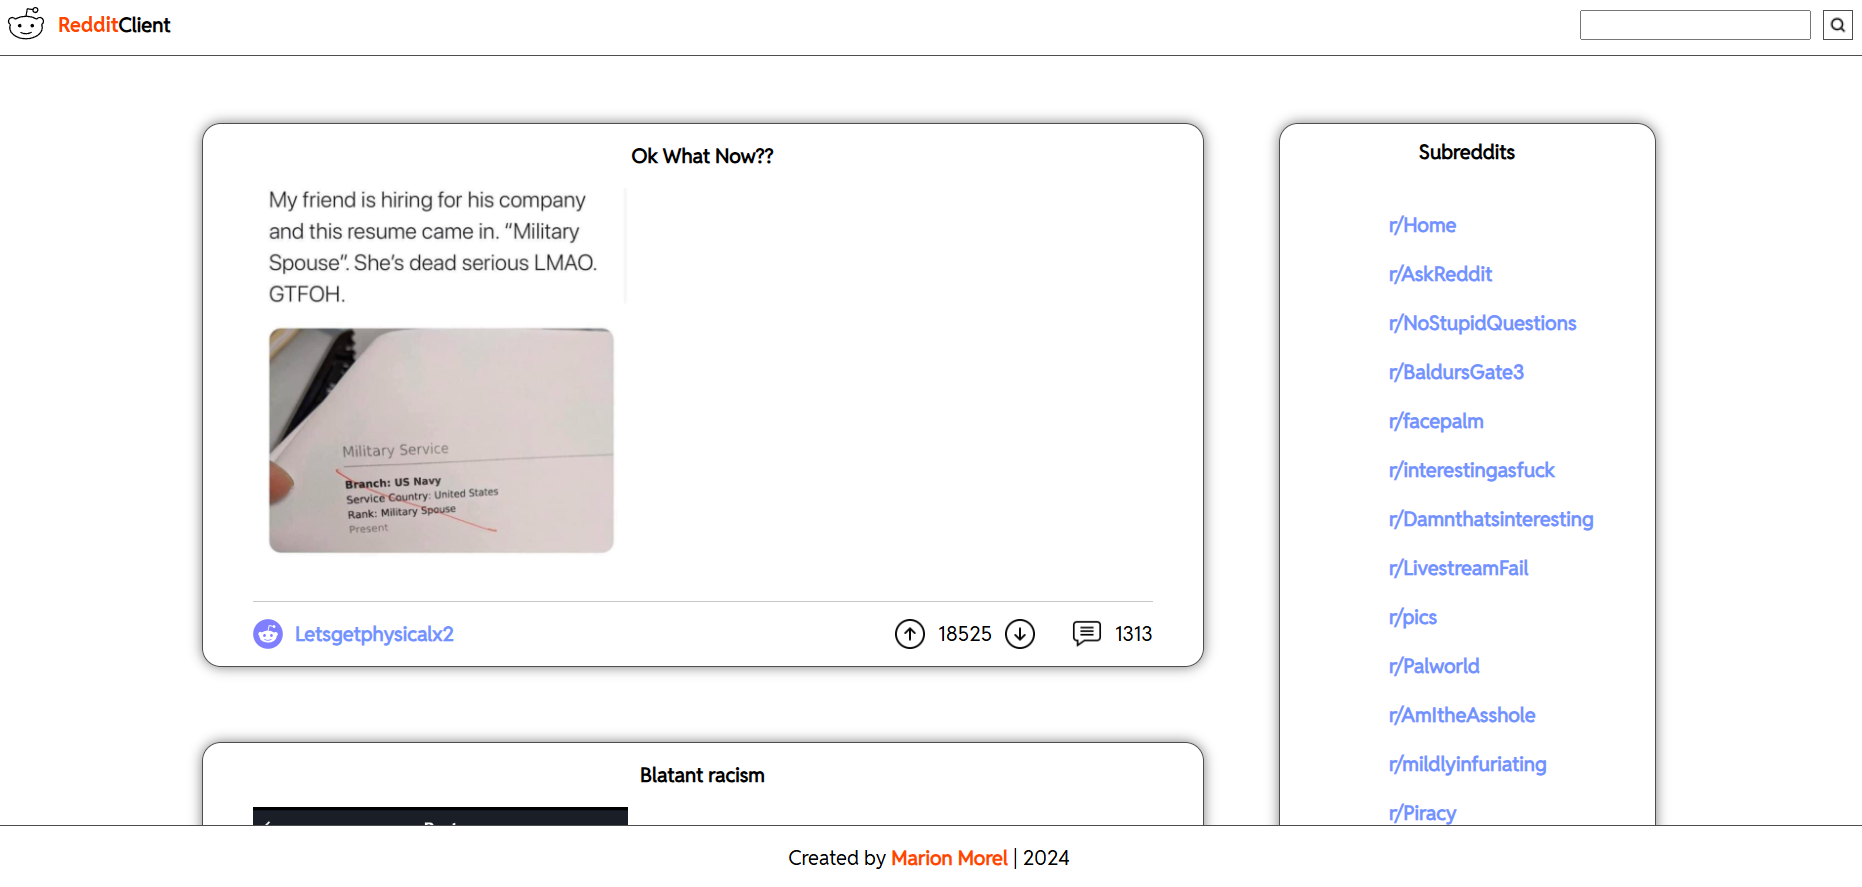 RedditClient
Ok What Now??
My friend is hiring for his company
and this resume came in. “Military
Spouse”. She’s dead serious LMAO.
GTFOH.
Military Service
Branch: US Navy
Service Country: United States
Rank: Military Spouse
Present
Letsgetphysicalx2
18525
1313
Blatant racism
Subreddits
r/Home
r/AskReddit
r/NoStupidQuestions
r/BaldursGate3
r/facepalm
r/interestingasfuck
r/Damnthatsinteresting
r/LivestreamFail
r/pics
r/Palworld
r/AmItheAsshole
r/mildlyinfuriating
r/Piracy
Created by Marion Morel | 2024